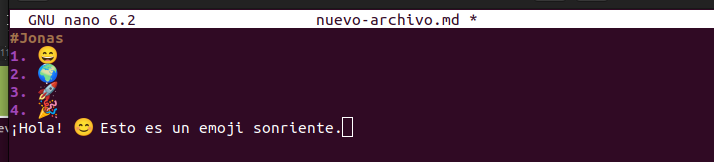 GNU nano 6.2 nuevo-archivo.md *
#Jonas
1. 😄
2. 🌍
3. 🚀
4. 🎉
¡Hola! 😊 Esto es un emoji sonriente.